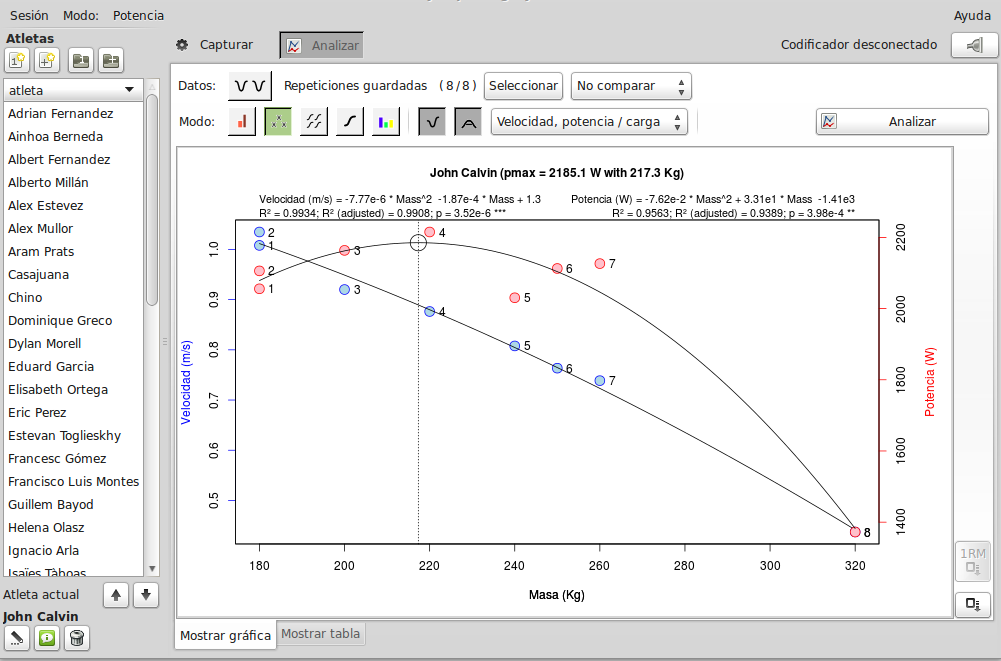 Sesión Modo: Potencia Ayuda
Atletas
Capturar Analizar Codificador desconectado
atleta
Adrian Fernandez
Ainhoa Berneda
Albert Fernandez
Alberto Millán
Alex Estevez
Alex Mullor
Aram Prats
Casajuana
Chino
Dominique Greco
Dylan Morell
Eduard Garcia
Elisabeth Ortega
Eric Perez
Estevan Toglieskhy
Francesc Gómez
Francisco Luis Montes
Guillem Bayod
Helena Olasz
Ignacio Arla
Isaïes Tàboas
Atleta actual
John Calvin
Datos: Repeticiones guardadas (8/8) Seleccionar No comparar
Modo: Velocidad, potencia / carga Analizar
John Calvin (pmax = 2185.1 W with 217.3 Kg)
Velocidad (m/s) = -7.77e-6 * Mass^2 -1.87e-4 * Mass + 1.3 Potencia (W) = -7.62e-2 * Mass^2 + 3.31e1 * Mass -1.41e3
R² = 0.9934; R² (adjusted) = 0.9908; p = 3.52e-6 *** R² = 0.9563; R² (adjusted) = 0.9389; p = 3.98e-4 **
Velocidad (m/s)
0.5 0.6 0.7 0.8 0.9 1.0
2
1
2
1
3
3
4
4
5
5
6
6
7
7
8
1400 1600 1800 2000 2200
Potencia (W)
180 200 220 240 260 280 300 320
Masa (Kg)
1RM
Mostrar gráfica Mostrar tabla